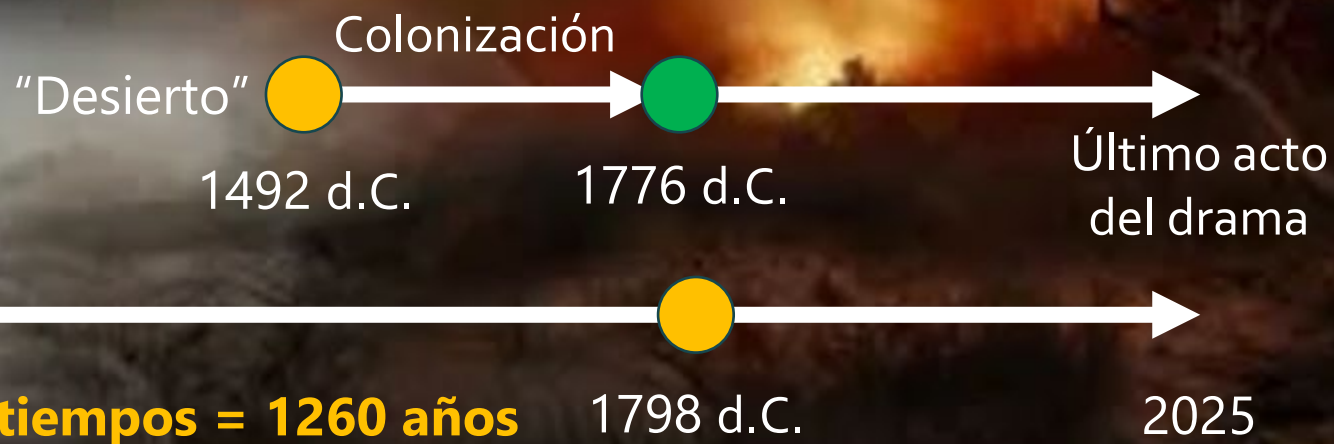 Colonización
"Desierto"
1492 d.C.
1776 d.C.
Último acto
del drama
tiempos = 1260 años
1798 d.C.
2025